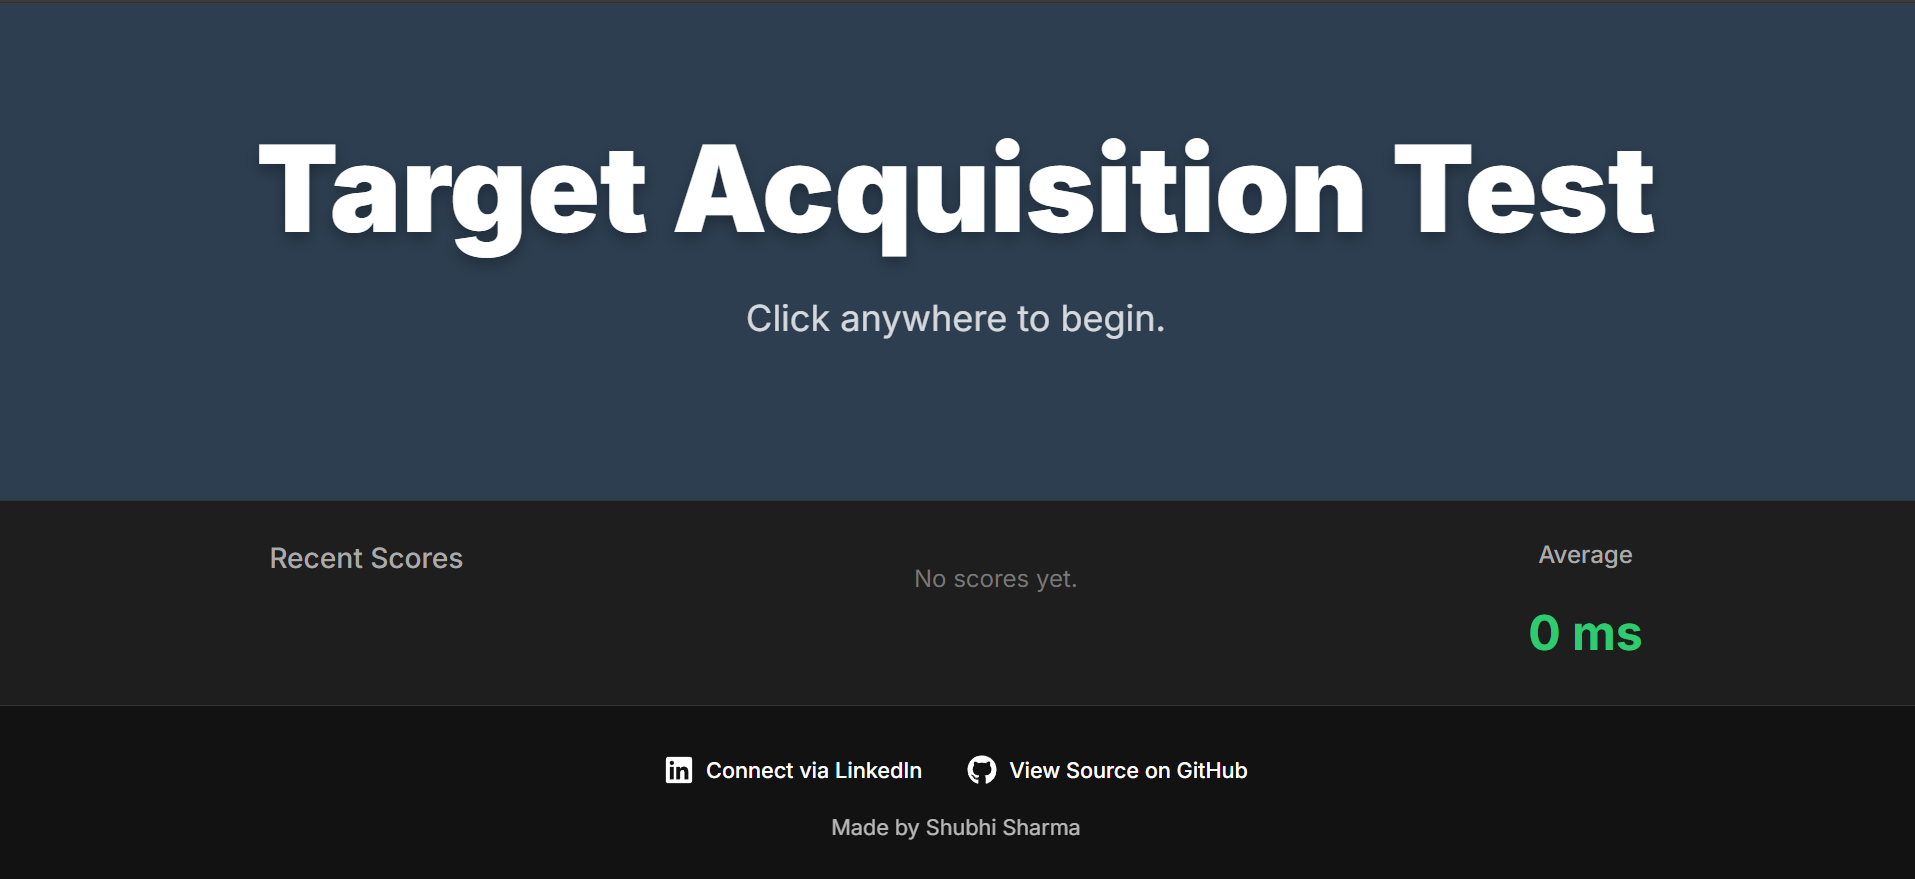 Target Acquisition Test
Click anywhere to begin.
Recent Scores
No scores yet.
Average
0 ms
Connect via LinkedIn
View Source on GitHub
Made by Shubhi Sharma